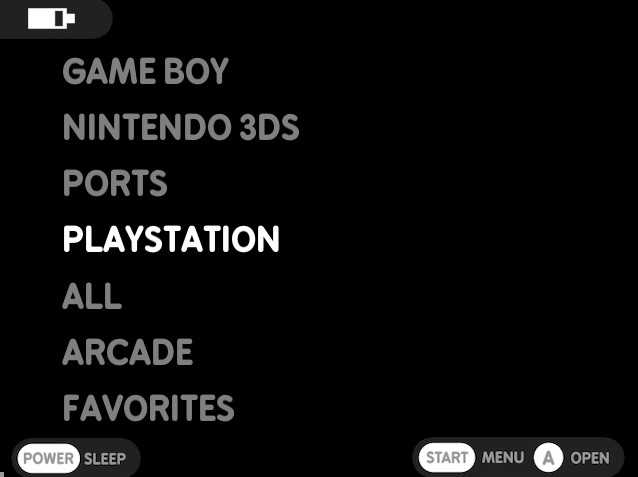 GAME BOY
NINTENDO 3DS
PORTS
PLAYSTATION
ALL
ARCADE
FAVORITES
POWER SLEEP START MENU A OPEN